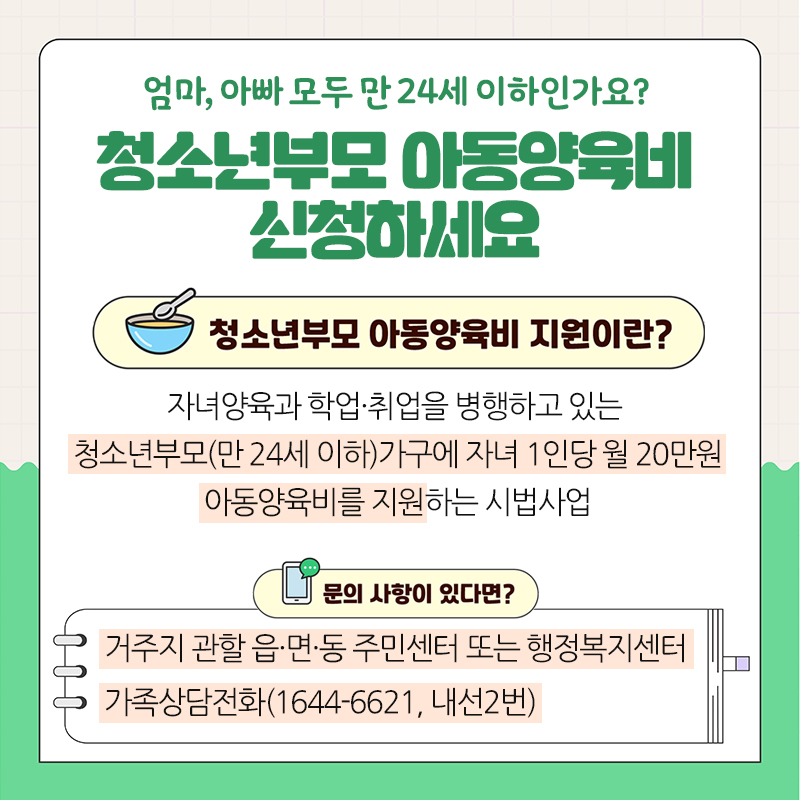 엄마, 아빠 모두 만 24세 이하인가요?
청소년부모 아동양육비
신청하세요
청소년부모 아동양육비 지원이란?
자녀양육과 학업·취업을 병행하고 있는
청소년부모(만 24세 이하)가구에 자녀 1인당 월 20만원
아동양육비를 지원하는 시법사업
문의 사항이 있다면?
거주지 관할 읍·면·동 주민센터 또는 행정복지센터
가족상담전화(1644-6621, 내선2번)